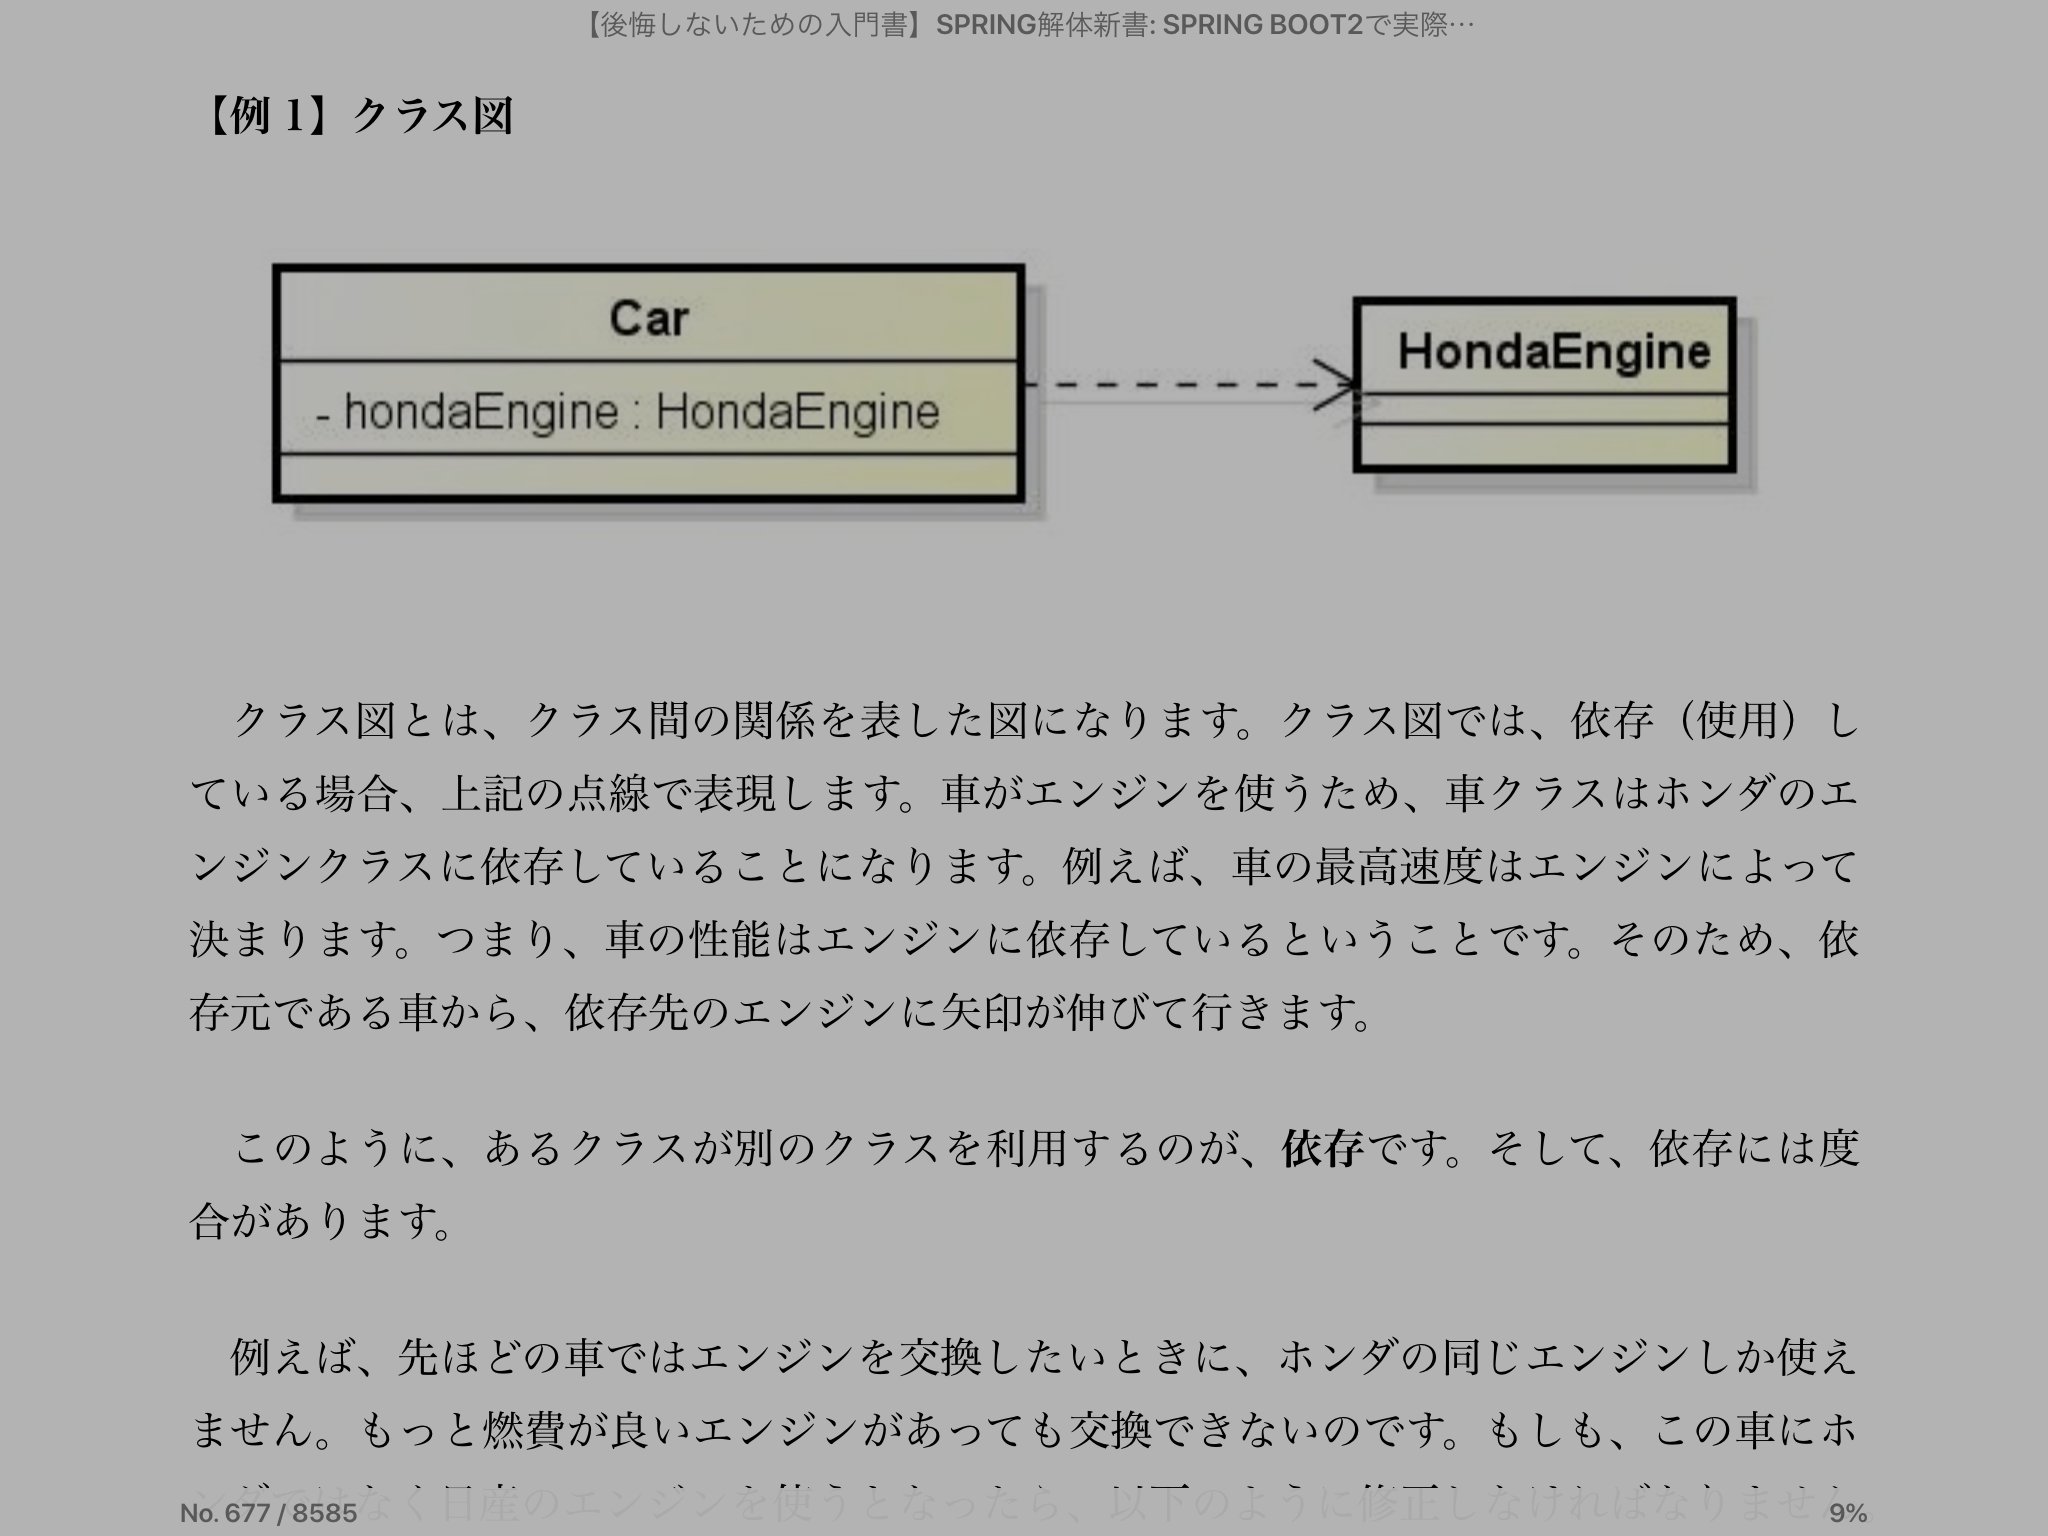 【後悔しないための入門書】SPRING解体新書: SPRING BOOT2で実際…
【例 1】クラス図
Car
- hondaEngine : HondaEngine
HondaEngine
クラス図とは、クラス間の関係を表した図になります。クラス図では、依存（使用）し
ている場合、上記の点線で表現します。車がエンジンを使うため、車クラスはホンダのエ
ンジンクラスに依存していることになります。例えば、車の最高速度はエンジンによって
決まります。つまり、車の性能はエンジンに依存しているということです。そのため、依
存元である車から、依存先のエンジンに矢印が伸びて行きます。
このように、あるクラスが別のクラスを利用するのが、依存です。そして、依存には度
合があります。
例えば、先ほどの車ではエンジンを交換したいときに、ホンダの同じエンジンしか使え
ません。もっと燃費が良いエンジンがあっても交換できないのです。もしも、この車にホ
ンダではなく日産のエンジンを使うとなったら、以下のように修正しなければなりません
No. 677 / 8585
9%